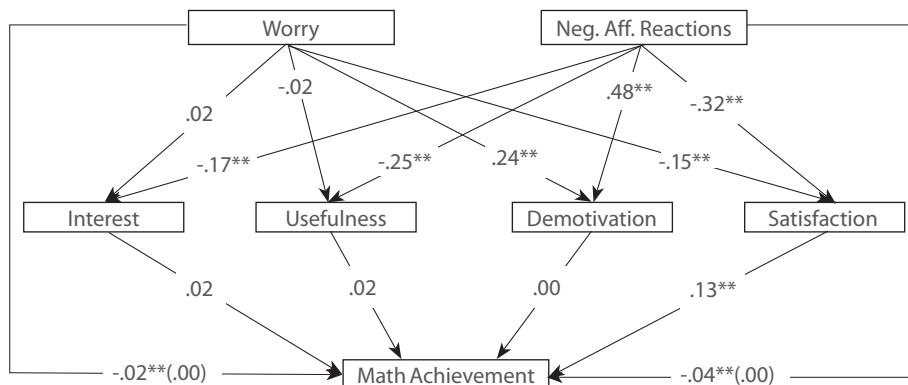 Worry Neg. Aff. Reactions
-.02 .48** -.32**
.02
-.17** -.25** .24** -.15**
Interest Usefulness Demotivation Satisfaction
.02 .02 .00 .13**
-.02**(.00) Math Achievement -.04**(.00)